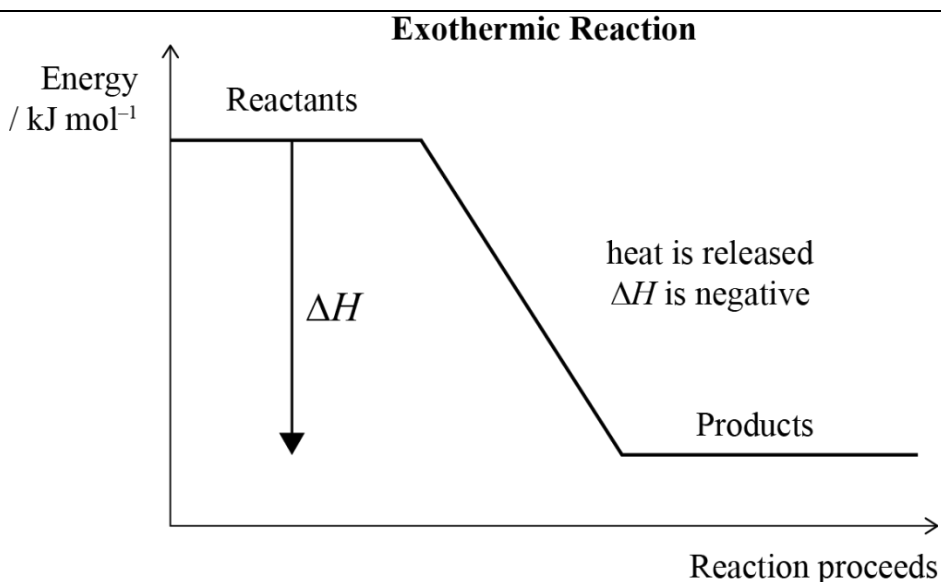 Exothermic Reaction
Energy
/ kJ mol⁻¹
Reactants
heat is released
ΔH is negative
ΔH
Products
Reaction proceeds